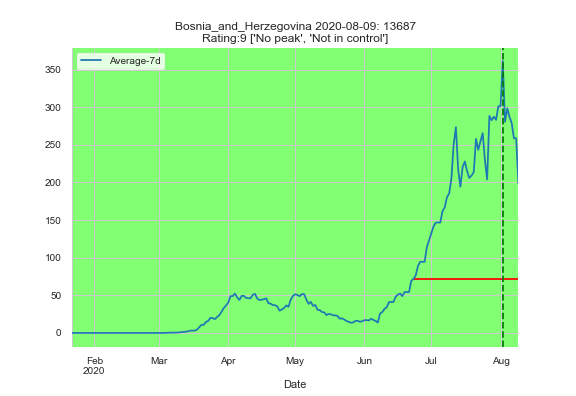 Bosnia_and_Herzegovina 2020-08-09: 13687
Rating:9 ['No peak', 'Not in control']
Average-7d
350
300
250
200
150
100
50
0
Feb
2020
Mar
Apr
May
Jun
Jul
Aug
Date